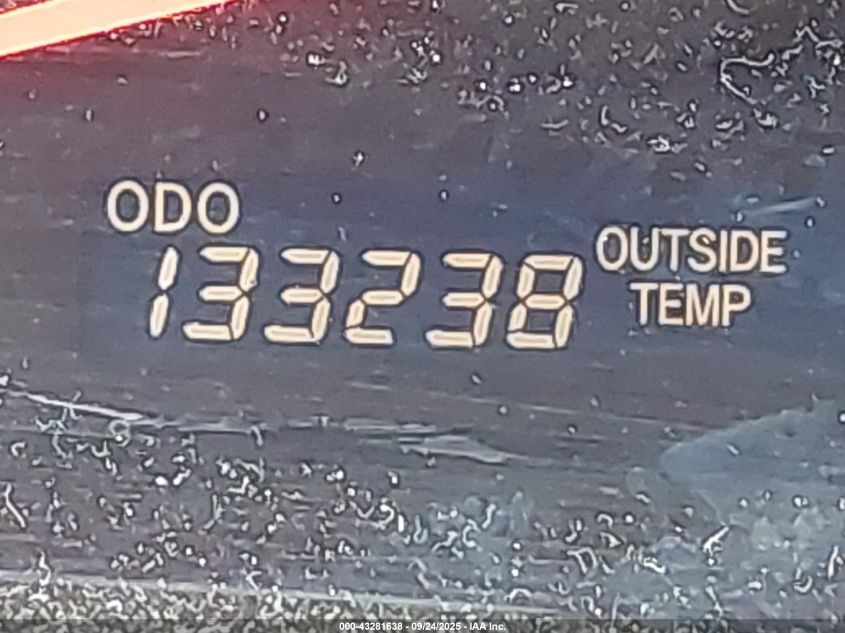 ODO
133238
OUTSIDE
TEMP
000-43281638 - 09/24/2025 - IAA Inc.